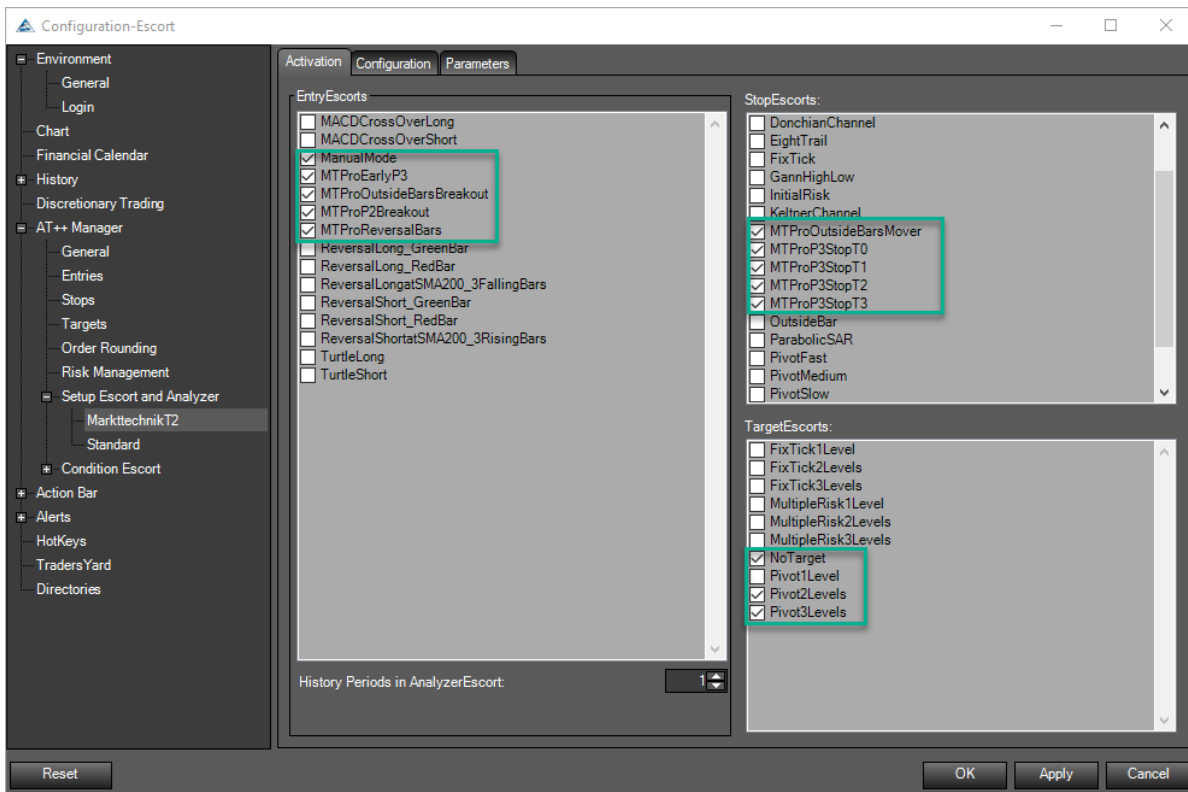 Configuration-Escort
Environment
General
Login
Chart
Financial Calendar
History
Discretionary Trading
AT++ Manager
General
Entries
Stops
Targets
Order Rounding
Risk Management
Setup Escort and Analyzer
MarkttechnikT2
Standard
Condition Escort
Action Bar
Alerts
HotKeys
TradersYard
Directories
Activation Configuration Parameters
EntryEscorts
MACDCrossOverLong
MACDCrossOverShort
ManualMode
MTProEarlyP3
MTProOutsideBarsBreakout
MTProP2Breakout
MTProReversalBars
ReversalLong_GreenBar
ReversalLong_RedBar
ReversalLongatSMA200_3FallingBars
ReversalShort_GreenBar
ReversalShort_RedBar
ReversalShortatSMA200_3RisingBars
TurtleLong
TurtleShort
History Periods in AnalyzerEscort: 1
StopEscorts:
DonchianChannel
EightTrail
FixTick
GannHighLow
InitialRisk
KeltnerChannel
MTProOutsideBarsMover
MTProP3StopT0
MTProP3StopT1
MTProP3StopT2
MTProP3StopT3
OutsideBar
ParabolicSAR
PivotFast
PivotMedium
PivotSlow
TargetEscorts:
FixTick1Level
FixTick2Levels
FixTick3Levels
MultipleRisk1Level
MultipleRisk2Levels
MultipleRisk3Levels
NoTarget
Pivot1Level
Pivot2Levels
Pivot3Levels
Reset OK Apply Cancel